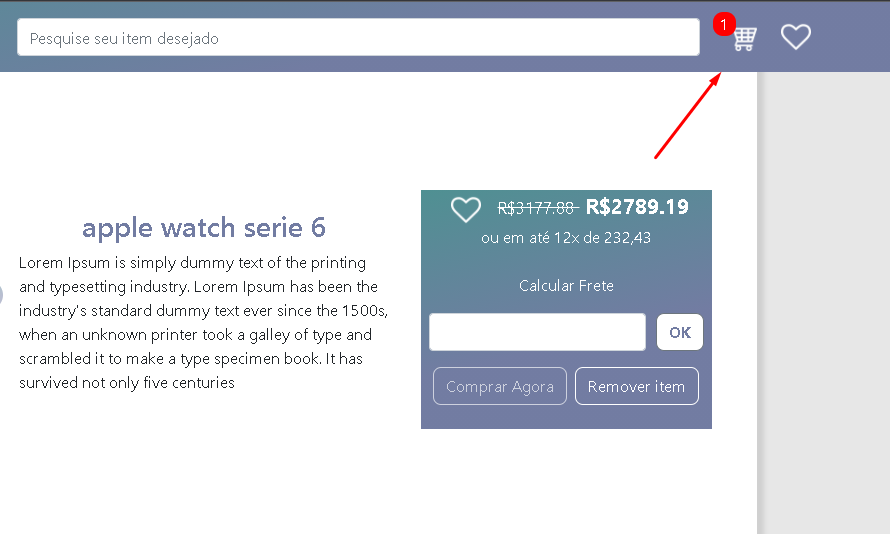 Pesquise seu item desejado
1
apple watch serie 6
Lorem Ipsum is simply dummy text of the printing
and typesetting industry. Lorem Ipsum has been the
industry's standard dummy text ever since the 1500s,
when an unknown printer took a galley of type and
scrambled it to make a type specimen book. It has
survived not only five centuries
R$3177.88 R$2789.19
ou em até 12x de 232,43
Calcular Frete
OK
Comprar Agora Remover item